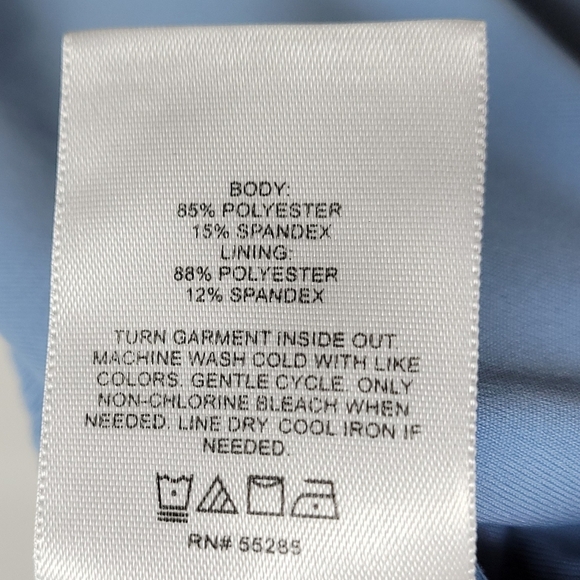 BODY:
85% POLYESTER
15% SPANDEX
LINING:
88% POLYESTER
12% SPANDEX
TURN GARMENT INSIDE OUT.
MACHINE WASH COLD WITH LIKE
COLORS. GENTLE CYCLE. ONLY
NON-CHLORINE BLEACH WHEN
NEEDED. LINE DRY. COOL IRON IF
NEEDED.
RN# 55285